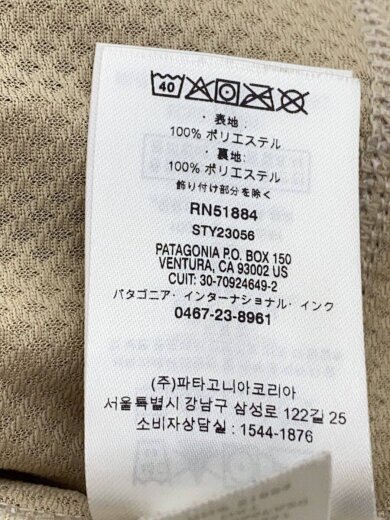 40
・表地:
100% ポリエステル
・裏地:
100% ポリエステル
飾り付け部分を除く
RN51884
STY23056
PATAGONIA P.O. BOX 150
VENTURA, CA 93002 US
CUIT: 30-70924649-2
パタゴニア・インターナショナル・インク
0467-23-8961
(주)파타고니아코리아
서울특별시 강남구 삼성로 122길 25
소비자상담실 : 1544-1876